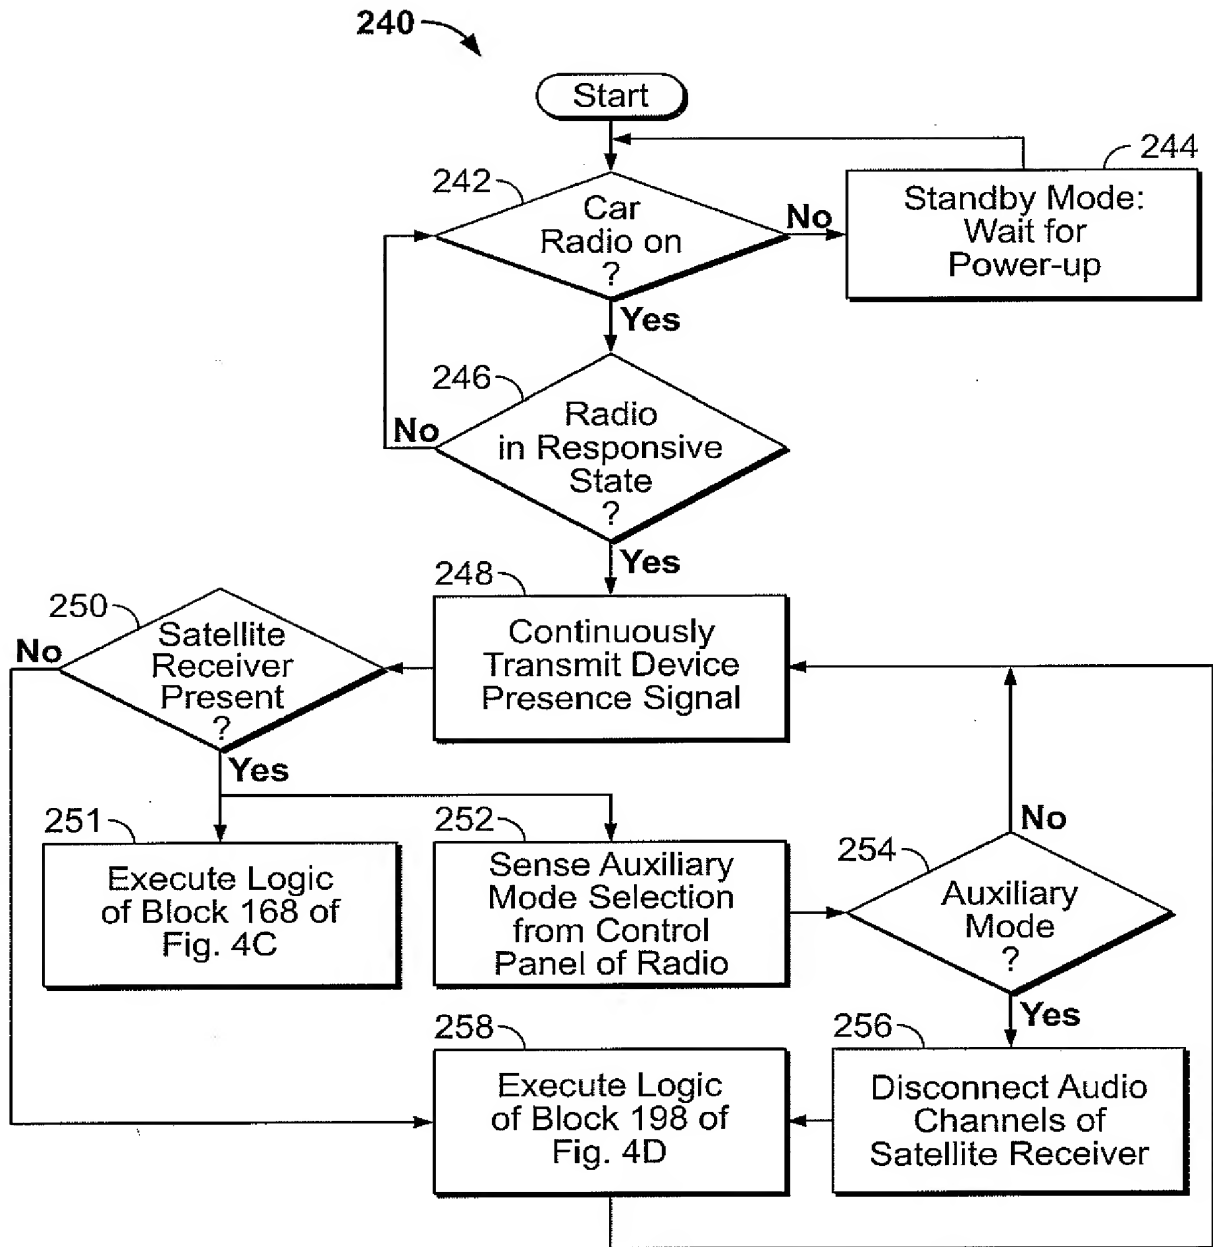 240
Start
242
Car
Radio on
?
No
244
Standby Mode:
Wait for
Power-up
Yes
246
Radio
in Responsive
State
?
No
Yes
248
Continuously
Transmit Device
Presence Signal
250
Satellite
Receiver
Present
?
No
Yes
251
Execute Logic
of Block 168 of
Fig. 4C
252
Sense Auxiliary
Mode Selection
from Control
Panel of Radio
254
Auxiliary
Mode
?
No
Yes
256
Disconnect Audio
Channels of
Satellite Receiver
258
Execute Logic
of Block 198 of
Fig. 4D